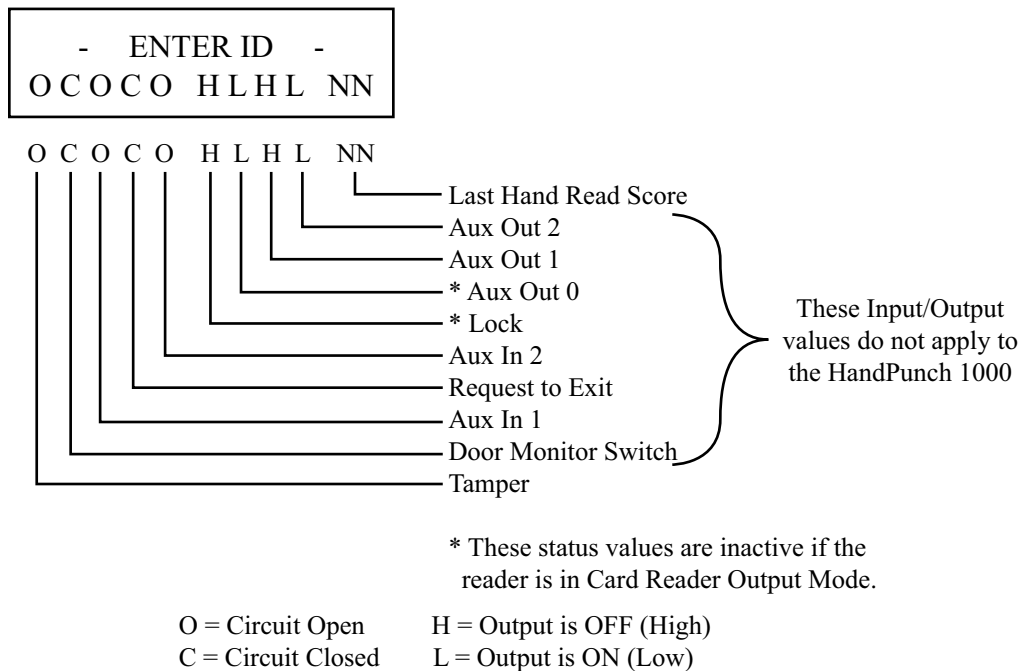 - ENTER ID -
O C O C O H L H L NN
O C O C O H L H L NN
Last Hand Read Score
Aux Out 2
Aux Out 1
* Aux Out 0
* Lock
Aux In 2
Request to Exit
Aux In 1
Door Monitor Switch
Tamper
These Input/Output
values do not apply to
the HandPunch 1000
* These status values are inactive if the
reader is in Card Reader Output Mode.
O = Circuit Open H = Output is OFF (High)
C = Circuit Closed L = Output is ON (Low)